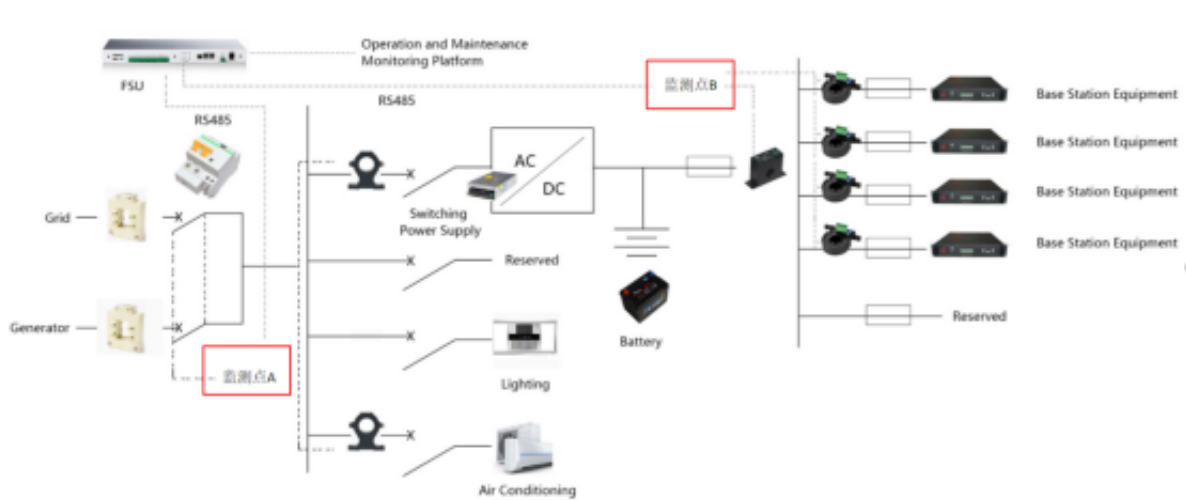 Operation and Maintenance
Monitoring Platform
FSU
监测点B
RS485
RS485
Base Station Equipment
Base Station Equipment
Base Station Equipment
Base Station Equipment
AC
DC
Grid
Switching
Power Supply
Reserved
Battery
Generator
Reserved
监测点A
Lighting
Air Conditioning